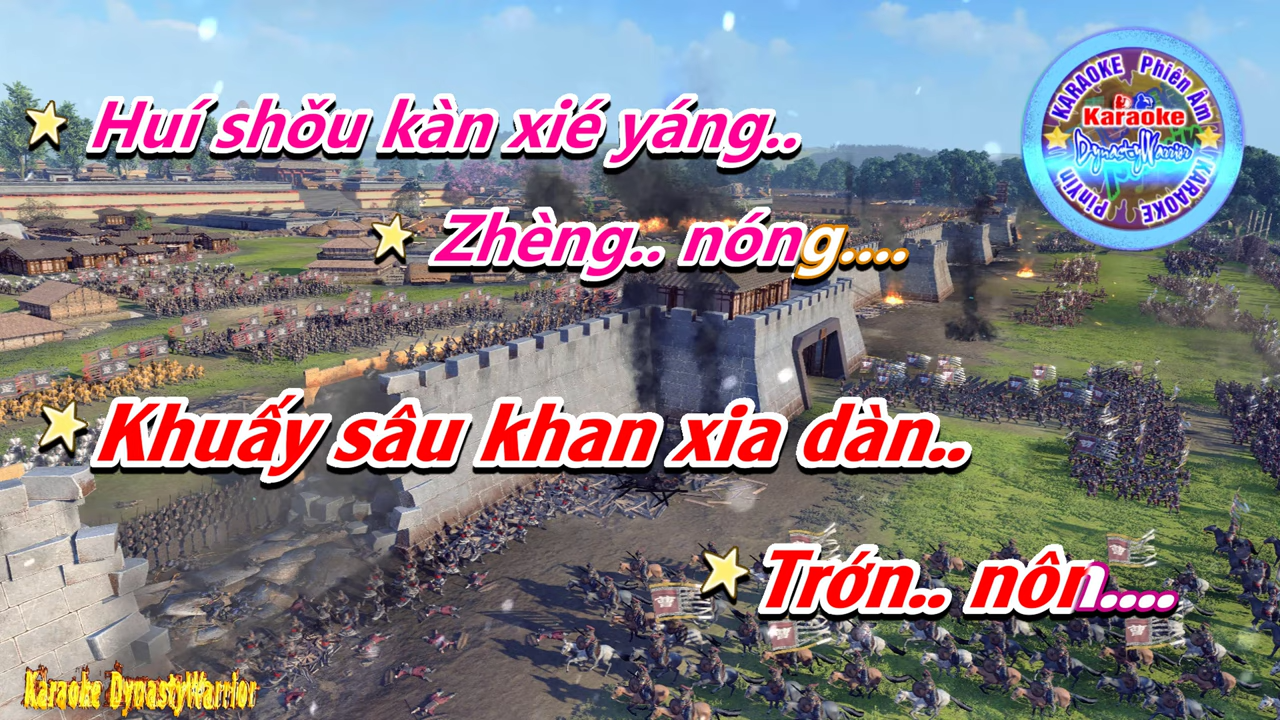 Huí shǒu kàn xié yáng..
Zhèng.. nóng....
Khuấy sâu khan xia dàn..
Trớn.. nôn....
KARAOKE Phiên Âm
Karaoke
DynastyWarrior
PinYin KARAOKE
Karaoke DynastyWarrior